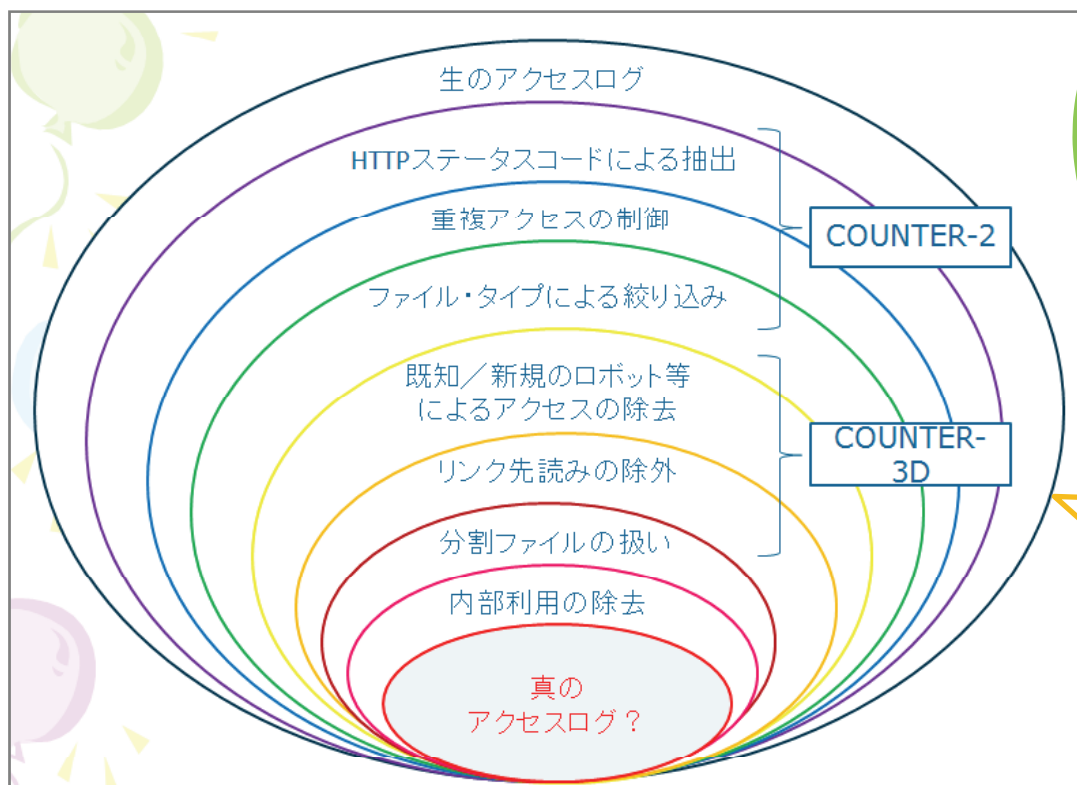 生のアクセスログ
HTTPステータスコードによる抽出
重複アクセスの制御
COUNTER-2
ファイル・タイプによる絞り込み
既知／新規のロボット等
によるアクセスの除去
COUNTER-
3D
リンク先読みの除外
分割ファイルの扱い
内部利用の除去
真の
アクセスログ？